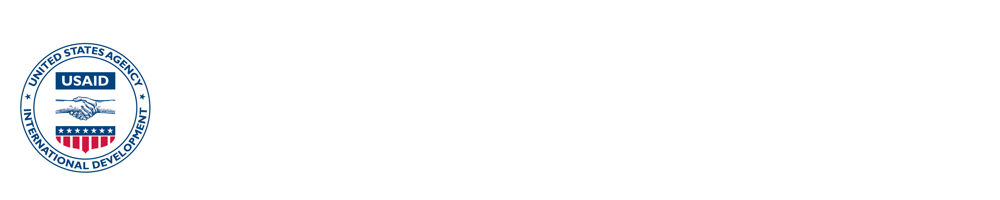 UNITED STATES AGENCY
USAID
INTERNATIONAL DEVELOPMENT